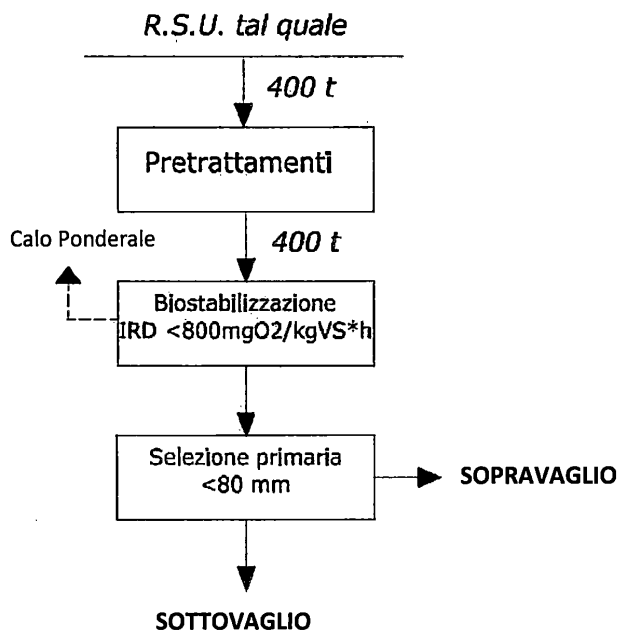 R.S.U. tal quale
400 t
Pretrattamenti
400 t
Calo Ponderale
Biostabilizzazione
IRD <800mgO2/kgVS*h
Selezione primaria
<80 mm
SOPRAVAGLIO
SOTTOVAGLIO